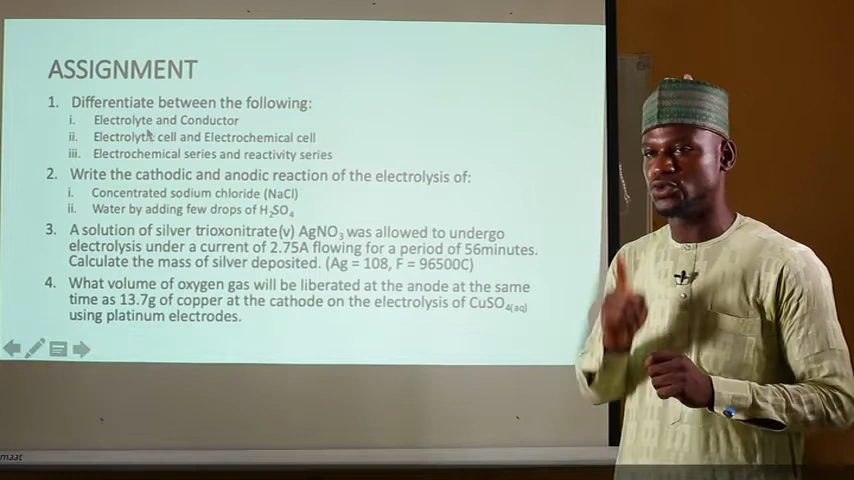 ASSIGNMENT
1. Differentiate between the following:
i. Electrolyte and Conductor
ii. Electrolytic cell and Electrochemical cell
iii. Electrochemical series and reactivity series
2. Write the cathodic and anodic reaction of the electrolysis of:
i. Concentrated sodium chloride (NaCl)
ii. Water by adding few drops of H₂SO₄
3. A solution of silver trioxonitrate(v) AgNO₃ was allowed to undergo
electrolysis under a current of 2.75A flowing for a period of 56minutes.
Calculate the mass of silver deposited. (Ag = 108, F = 96500C)
4. What volume of oxygen gas will be liberated at the anode at the same
time as 13.7g of copper at the cathode on the electrolysis of CuSO₄₍ₐq₎
using platinum electrodes.
maat